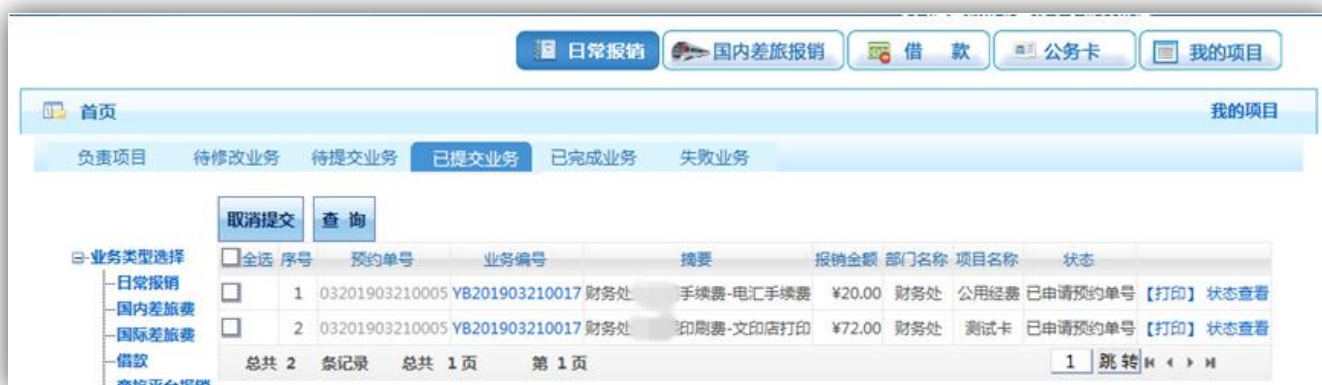 日常报销 国内差旅报销 借 款 公务卡 我的项目
首页 我的项目
负责项目 待修改业务 待提交业务 已提交业务 已完成业务 失败业务
取消提交 查 询
业务类型选择
日常报销
国内差旅费
国际差旅费
借款
全选 序号 预约单号 业务编号 摘要 报销金额 部门名称 项目名称 状态
1 03201903210005 YB201903210017 财务处 手续费-电汇手续费 ¥20.00 财务处 公用经费 已申请预约单号 【打印】 状态查看
2 03201903210005 YB201903210017 财务处 印刷费-文印店打印 ¥72.00 财务处 测试卡 已申请预约单号 【打印】 状态查看
总共 2 条记录 总共 1 页 第 1 页 1 跳 转